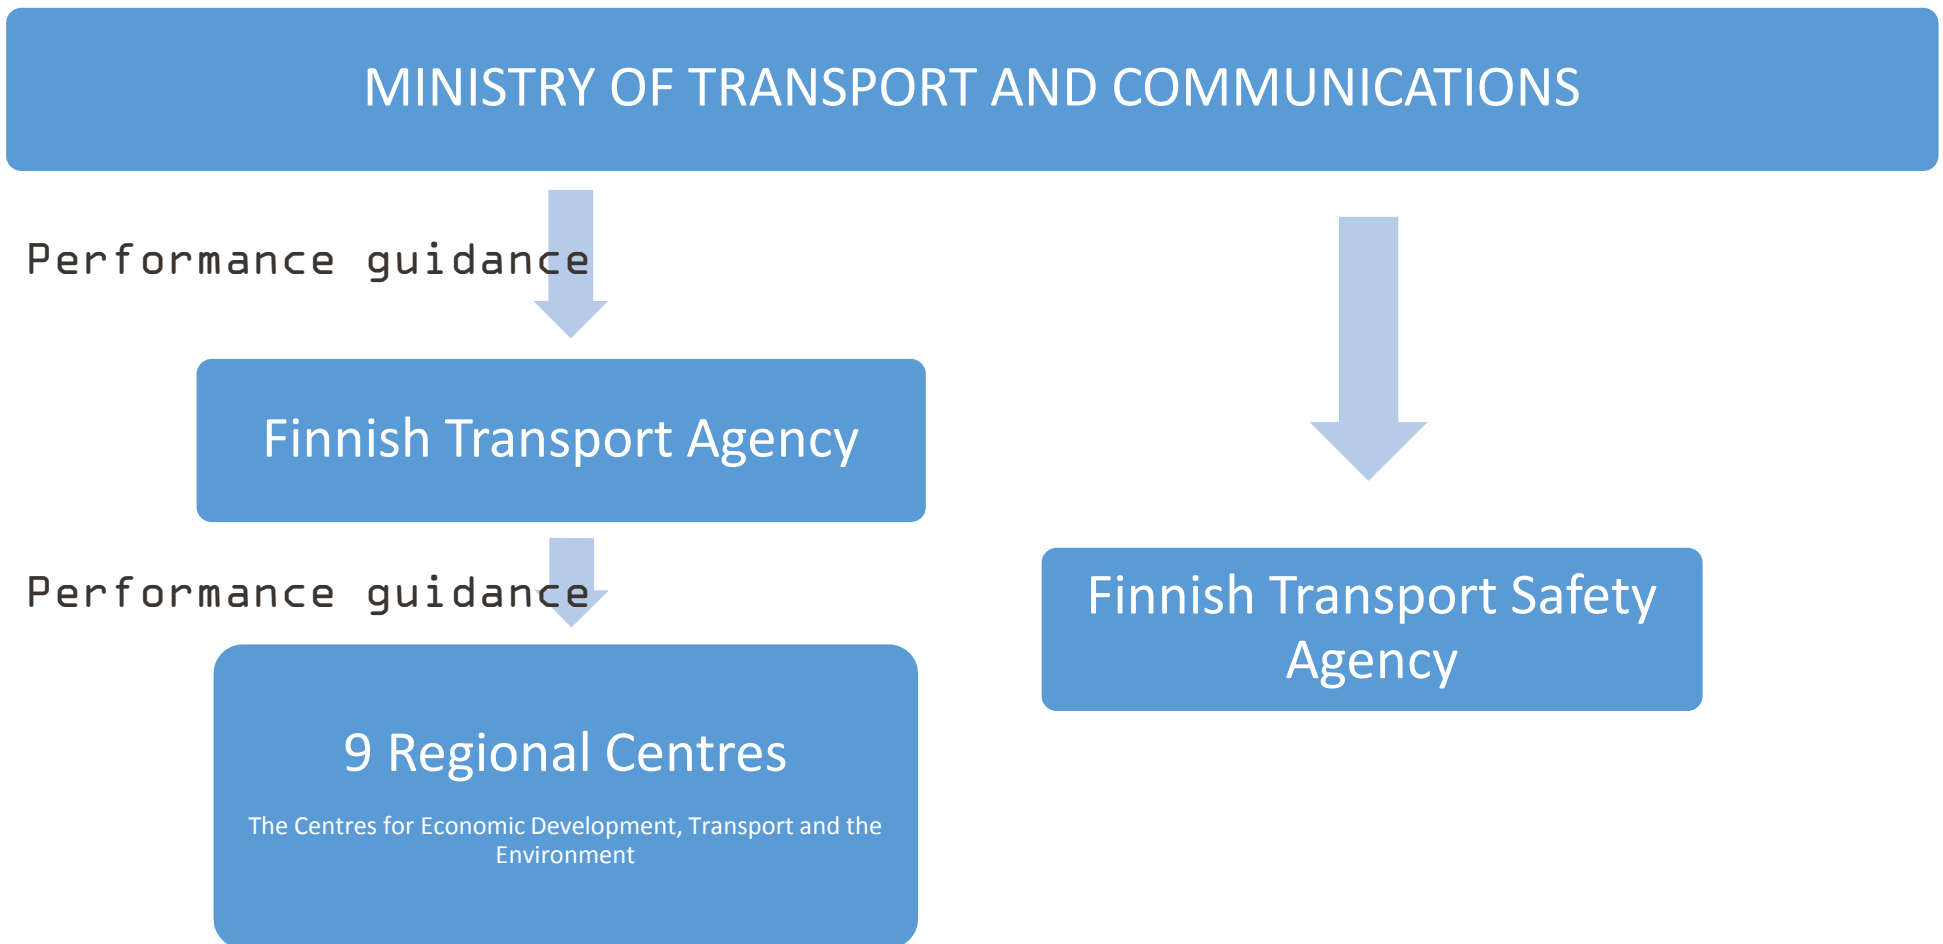 MINISTRY OF TRANSPORT AND COMMUNICATIONS
Performance guidance
Finnish Transport Agency
Performance guidance
Finnish Transport Safety
Agency
9 Regional Centres
The Centres for Economic Development, Transport and the
Environment